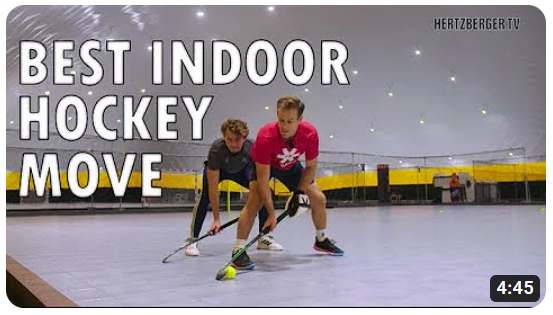 HERTZBERGER TV
BEST INDOOR
HOCKEY
MOVE
4:45